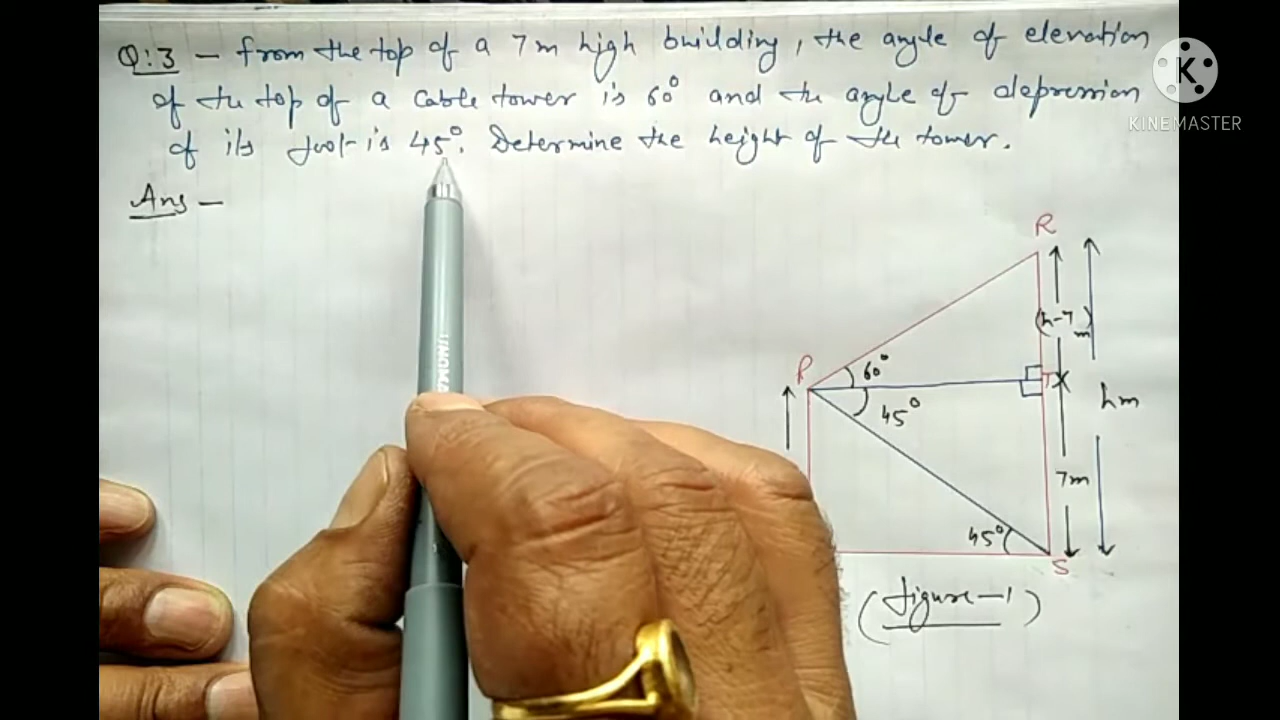 Q:3 - from the top of a 7m high building, the angle of elevation
of the top of a cable tower is 60° and the angle of depression
of its foot is 45°. Determine the height of the tower.
Ans -
K
KINEMASTER
R
(h-7)
m
P
60°
45°
hm
7m
45°
S
(figure-1)
UNOMA